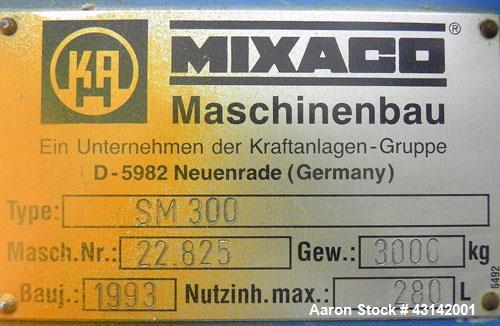 KAH
MIXACO®
Maschinenbau
Ein Unternehmen der Kraftanlagen-Gruppe
D-5982 Neuenrade (Germany)
Type: SM 300
Masch.Nr.: 22.825 Gew.: 3000 kg
Bauj.: 1993 Nutzinh.max.: 280 L
6492
Aaron Stock # 43142001